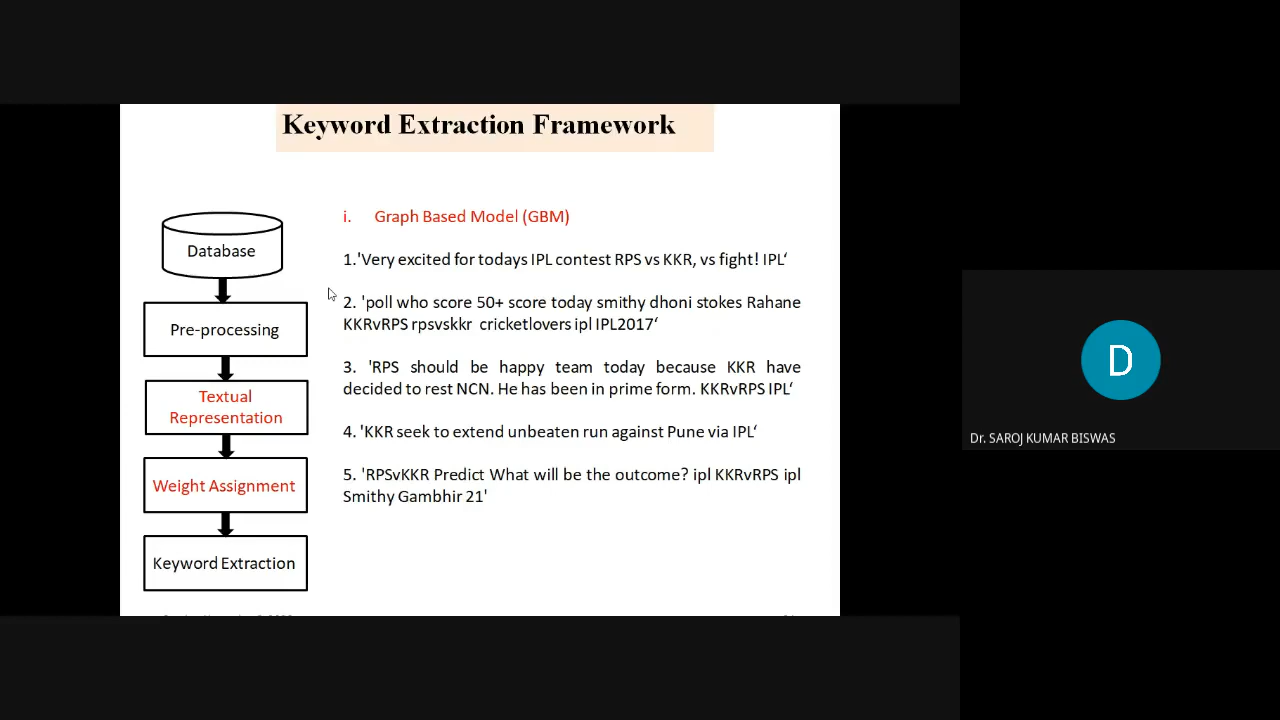 Keyword Extraction Framework
Database
Pre-processing
Textual
Representation
Weight Assignment
Keyword Extraction
i. Graph Based Model (GBM)
1.'Very excited for todays IPL contest RPS vs KKR, vs fight! IPL‘
2. 'poll who score 50+ score today smithy dhoni stokes Rahane
KKRvRPS rpsvskkr cricketlovers ipl IPL2017‘
3. 'RPS should be happy team today because KKR have
decided to rest NCN. He has been in prime form. KKRvRPS IPL‘
4. 'KKR seek to extend unbeaten run against Pune via IPL‘
5. 'RPSvKKR Predict What will be the outcome? ipl KKRvRPS ipl
Smithy Gambhir 21'
D
Dr. SAROJ KUMAR BISWAS